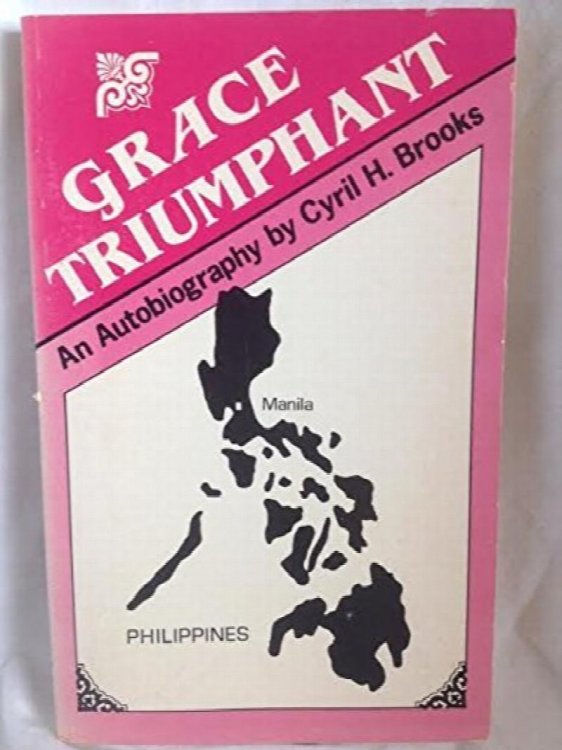 GRACE
TRIUMPHANT
An Autobiography by Cyril H. Brooks
Manila
PHILIPPINES